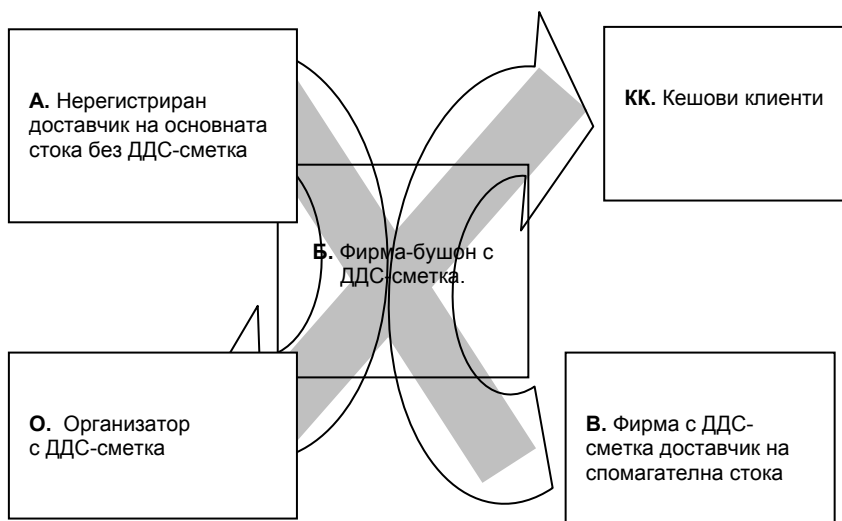 А. Нерегистриран
доставчик на основната
стока без ДДС-сметка
КК. Кешови клиенти
Б. Фирма-бушон с
ДДС-сметка.
О. Организатор
с ДДС-сметка
В. Фирма с ДДС-
сметка доставчик на
спомагателна стока